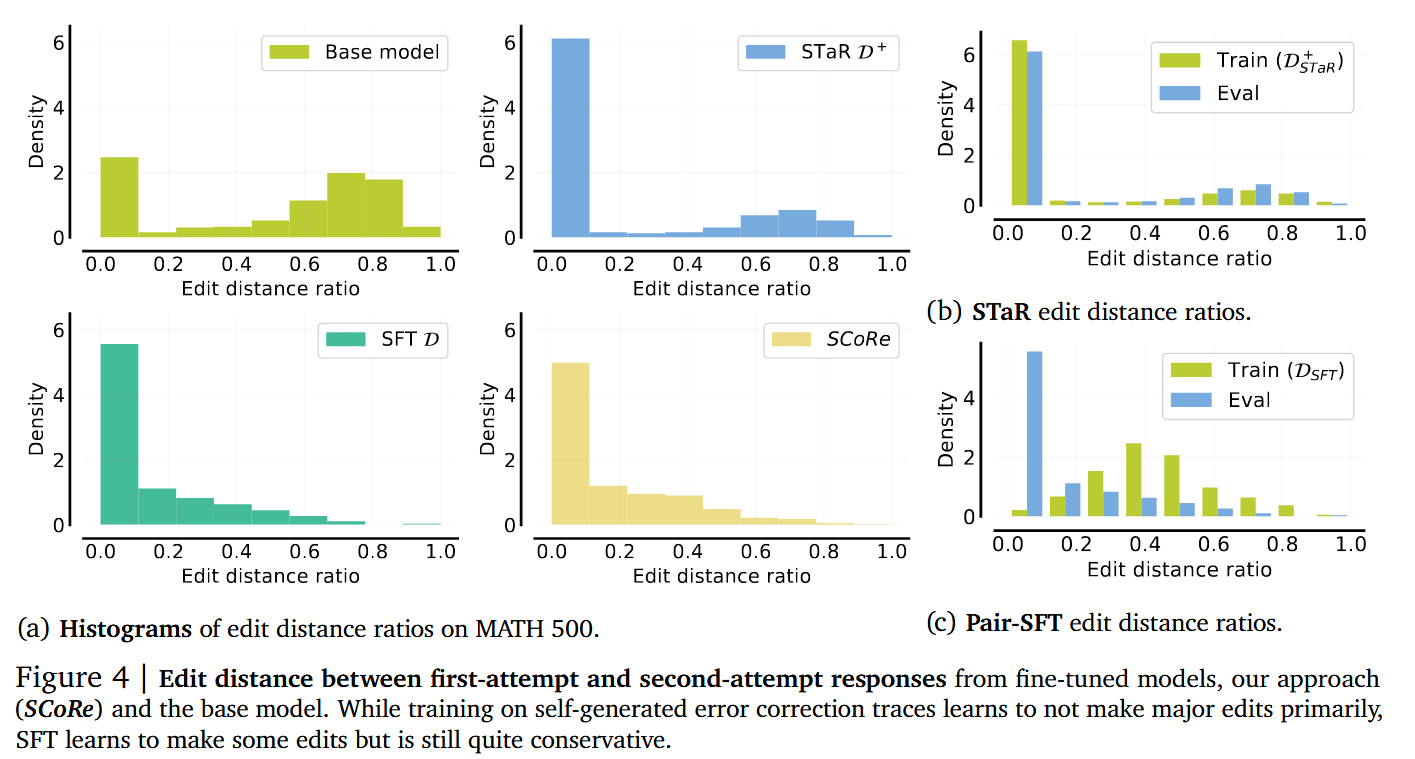 6
4
2
0
Density
Base model
0.0 0.2 0.4 0.6 0.8 1.0
Edit distance ratio
6
4
2
0
Density
STaR 𝒟⁺
0.0 0.2 0.4 0.6 0.8 1.0
Edit distance ratio
6
4
2
0
Density
SFT 𝒟
0.0 0.2 0.4 0.6 0.8 1.0
Edit distance ratio
6
4
2
0
Density
SCoRe
0.0 0.2 0.4 0.6 0.8 1.0
Edit distance ratio
(a) Histograms of edit distance ratios on MATH 500.
6
4
2
0
Density
Train (𝒟⁺STaR)
Eval
0.0 0.2 0.4 0.6 0.8 1.0
Edit distance ratio
(b) STaR edit distance ratios.
4
2
0
Density
Train (𝒟SFT)
Eval
0.0 0.2 0.4 0.6 0.8 1.0
Edit distance ratio
(c) Pair-SFT edit distance ratios.
Figure 4 | Edit distance between first-attempt and second-attempt responses from fine-tuned models, our approach
(SCoRe) and the base model. While training on self-generated error correction traces learns to not make major edits primarily,
SFT learns to make some edits but is still quite conservative.